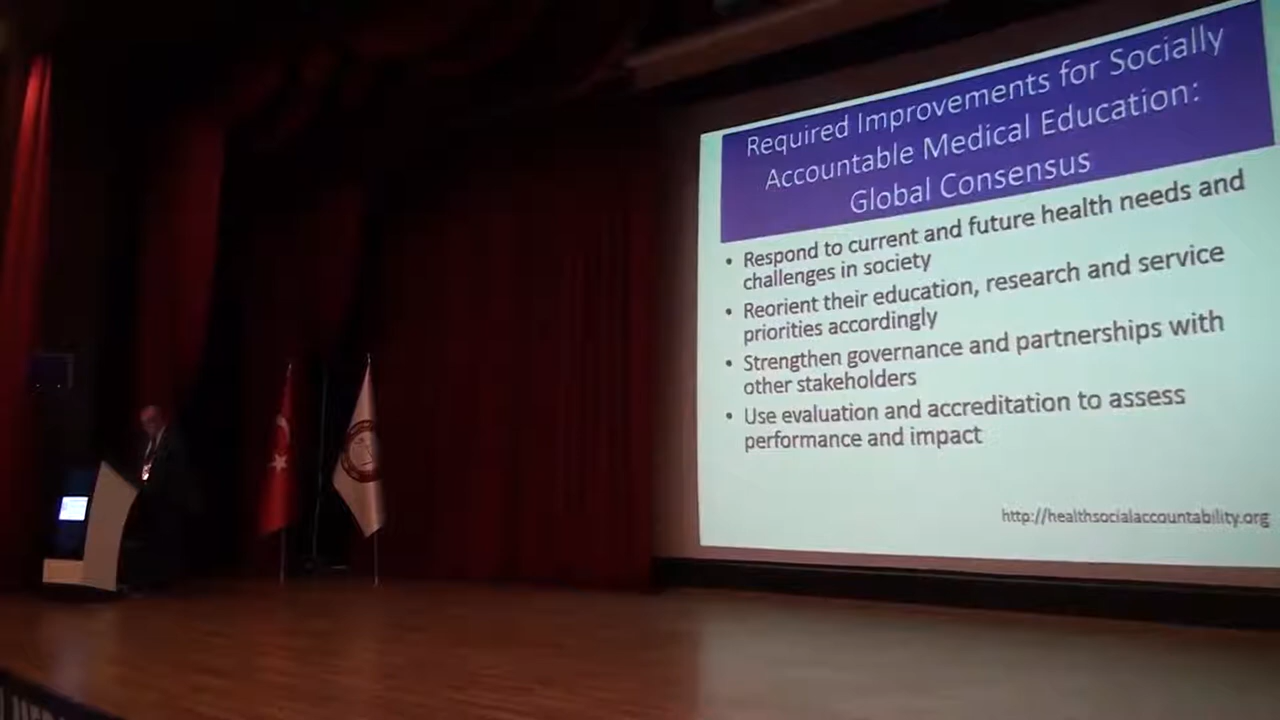 Required Improvements for Socially
Accountable Medical Education:
Global Consensus
• Respond to current and future health needs and
challenges in society
• Reorient their education, research and service
priorities accordingly
• Strengthen governance and partnerships with
other stakeholders
• Use evaluation and accreditation to assess
performance and impact
http://healthsocialaccountability.org